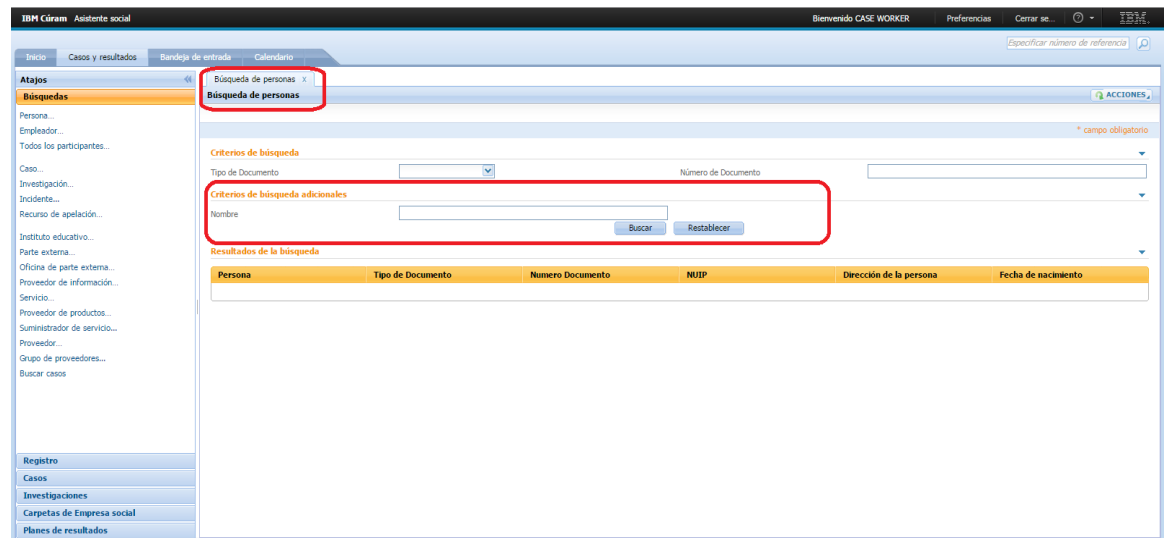 IBM Cúram Asistente social Bienvenido CASE WORKER Preferencias Cerrar se... IBM.
Especificar número de referencia
Inicio Casos y resultados Bandeja de entrada Calendario
Atajos
Búsqueda de personas x
Búsquedas
Búsqueda de personas
ACCIONES
Persona...
Empleador...
Todos los participantes...
Caso...
Investigación...
Incidente...
Recurso de apelación...
Instituto educativo...
Parte externa...
Oficina de parte externa...
Proveedor de información...
Servicio...
Proveedor de productos...
Suministrador de servicio...
Proveedor...
Grupo de proveedores...
Buscar casos
Registro
Casos
Investigaciones
Carpetas de Empresa social
Planes de resultados
* campo obligatorio
Criterios de búsqueda
Tipo de Documento Número de Documento
Criterios de búsqueda adicionales
Nombre
Buscar Restablecer
Resultados de la búsqueda
Persona Tipo de Documento Numero Documento NUIP Dirección de la persona Fecha de nacimiento